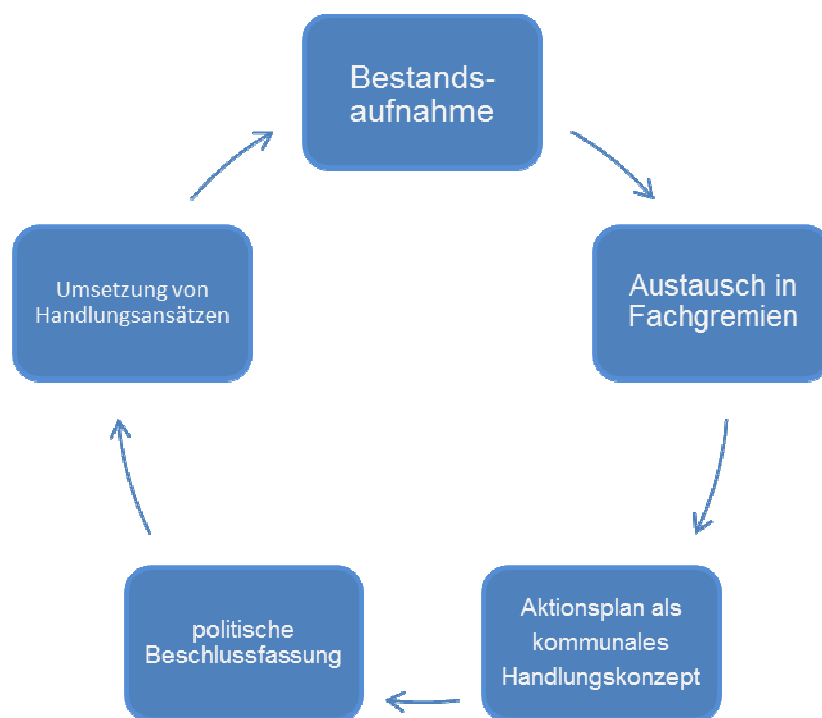 Bestands-
aufnahme
Austausch in
Fachgremien
Aktionsplan als
kommunales
Handlungskonzept
politische
Beschlussfassung
Umsetzung von
Handlungsansätzen